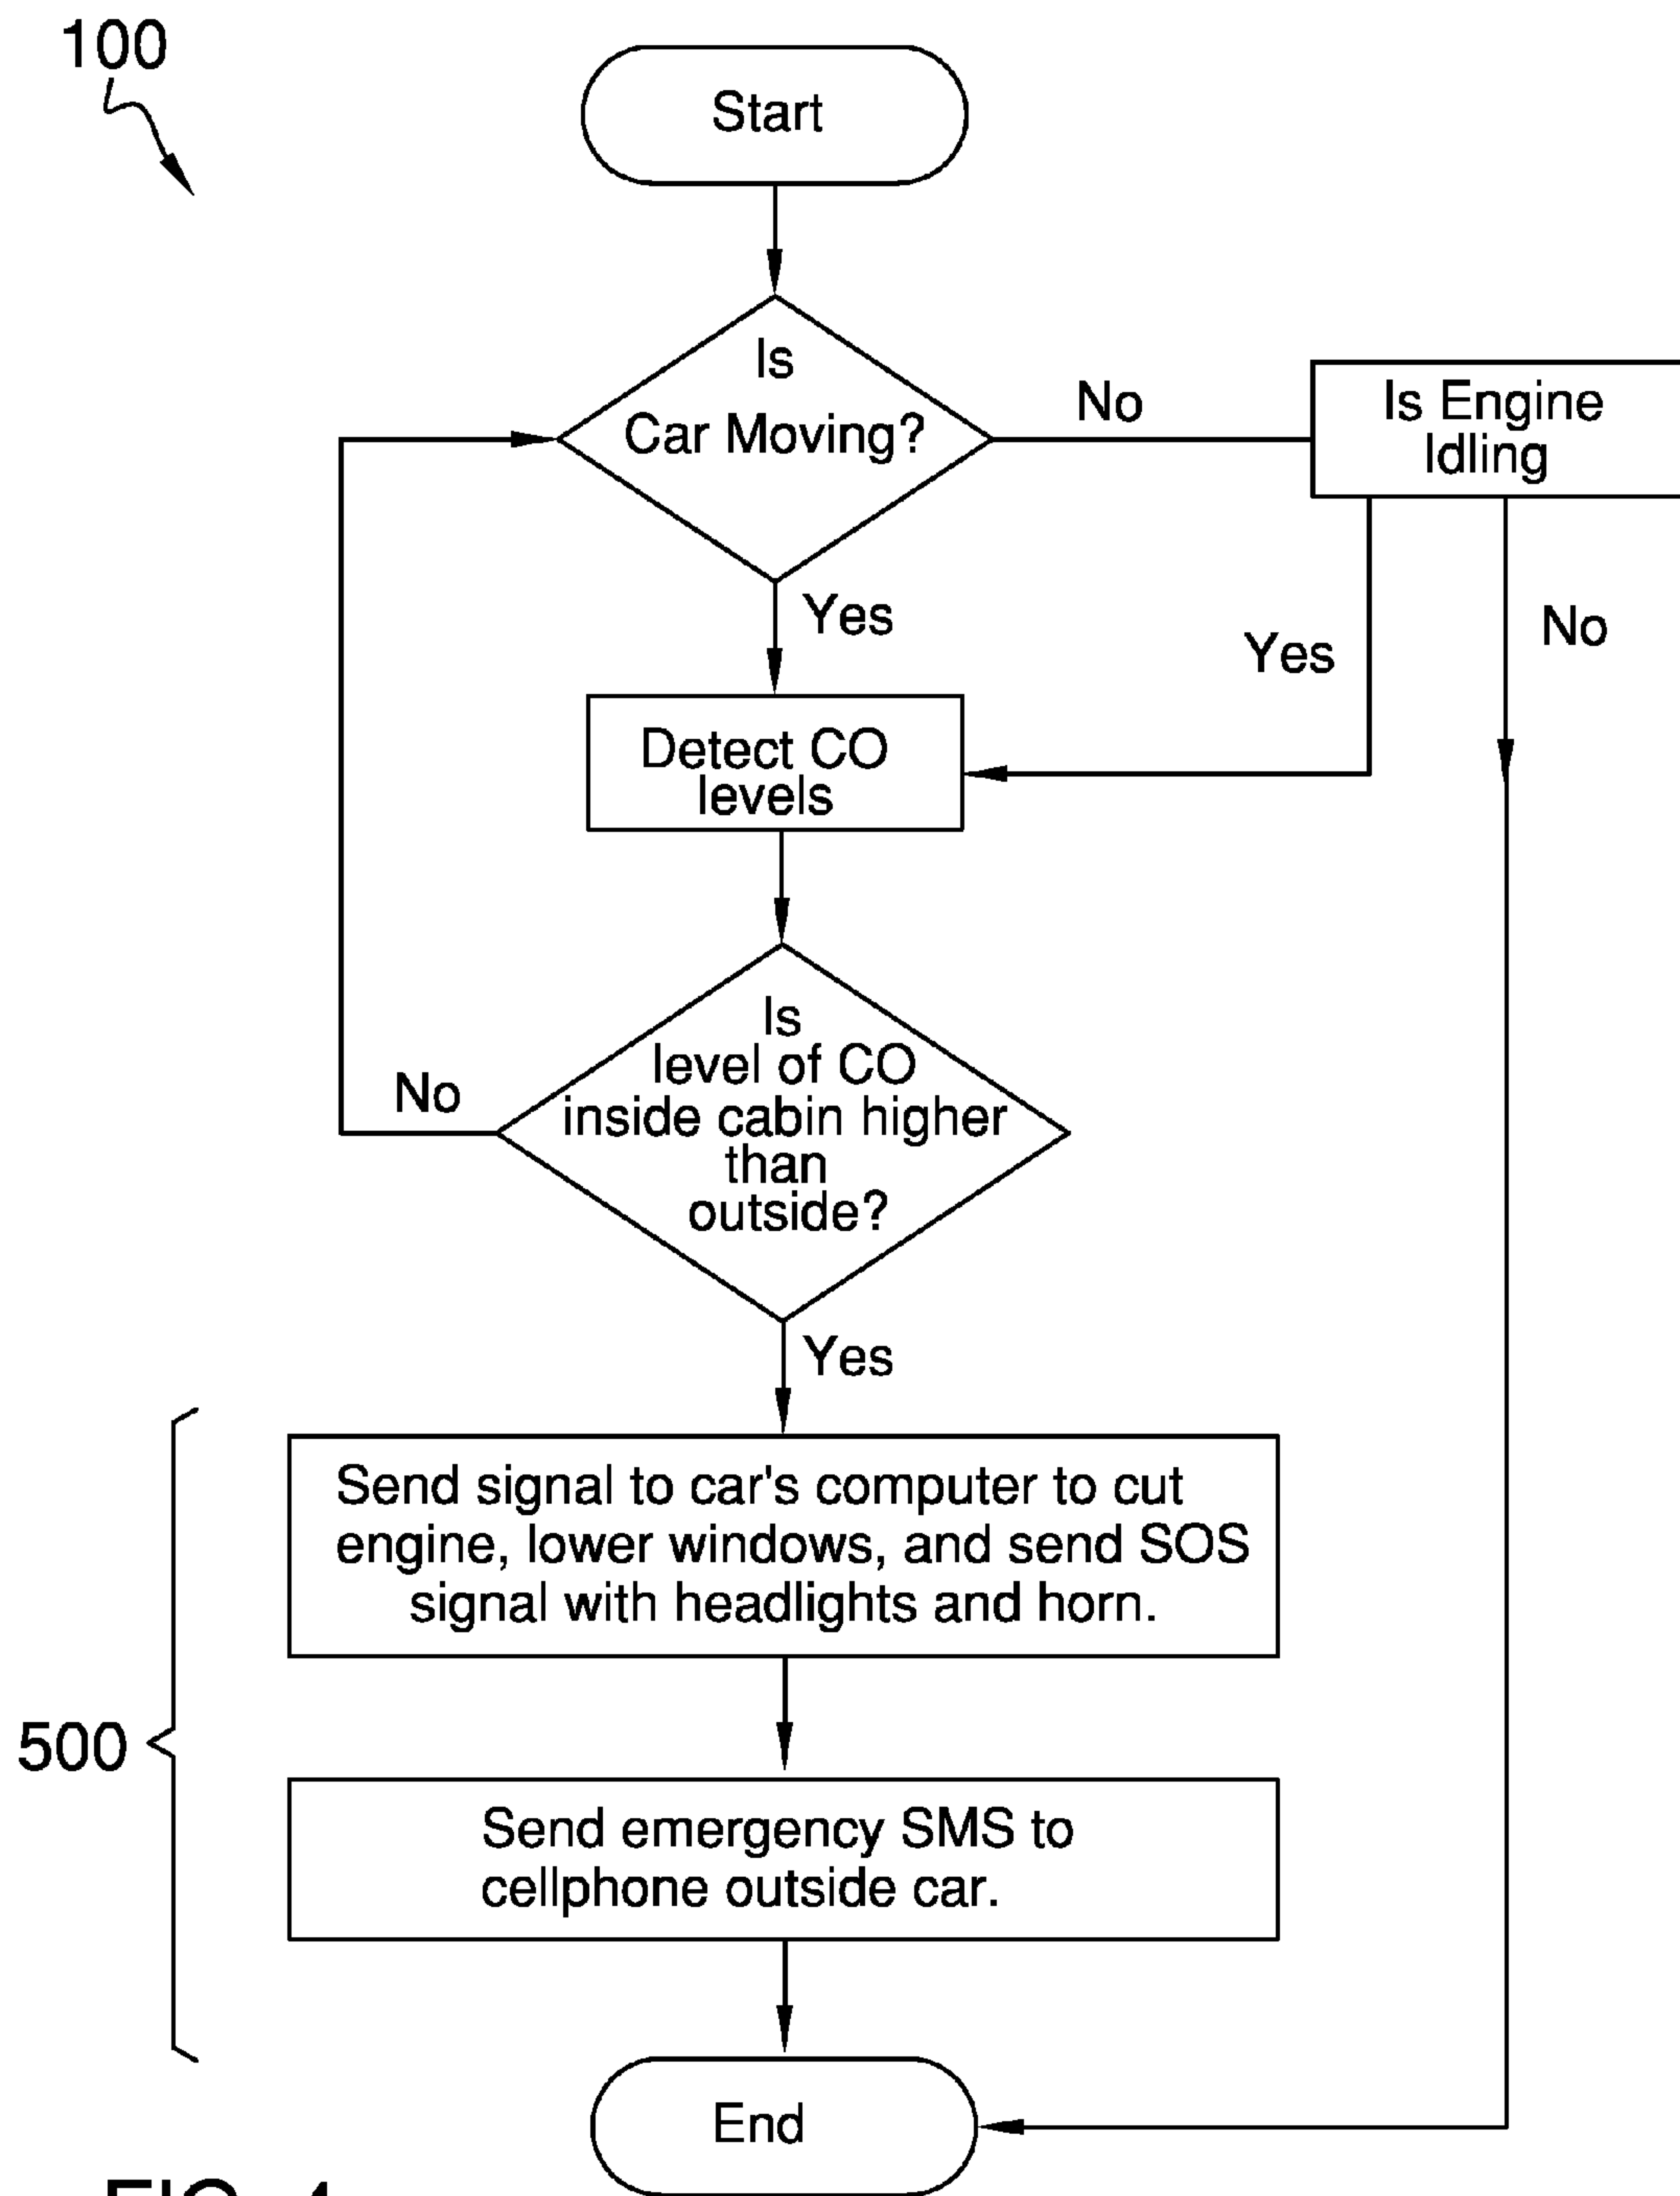 100
Start
Is
Car Moving?
No
Is Engine
Idling
Yes
Yes
No
Detect CO
levels
Is
level of CO
inside cabin higher
than
outside?
No
Yes
500
Send signal to car's computer to cut
engine, lower windows, and send SOS
signal with headlights and horn.
Send emergency SMS to
cellphone outside car.
End
FIG. 4